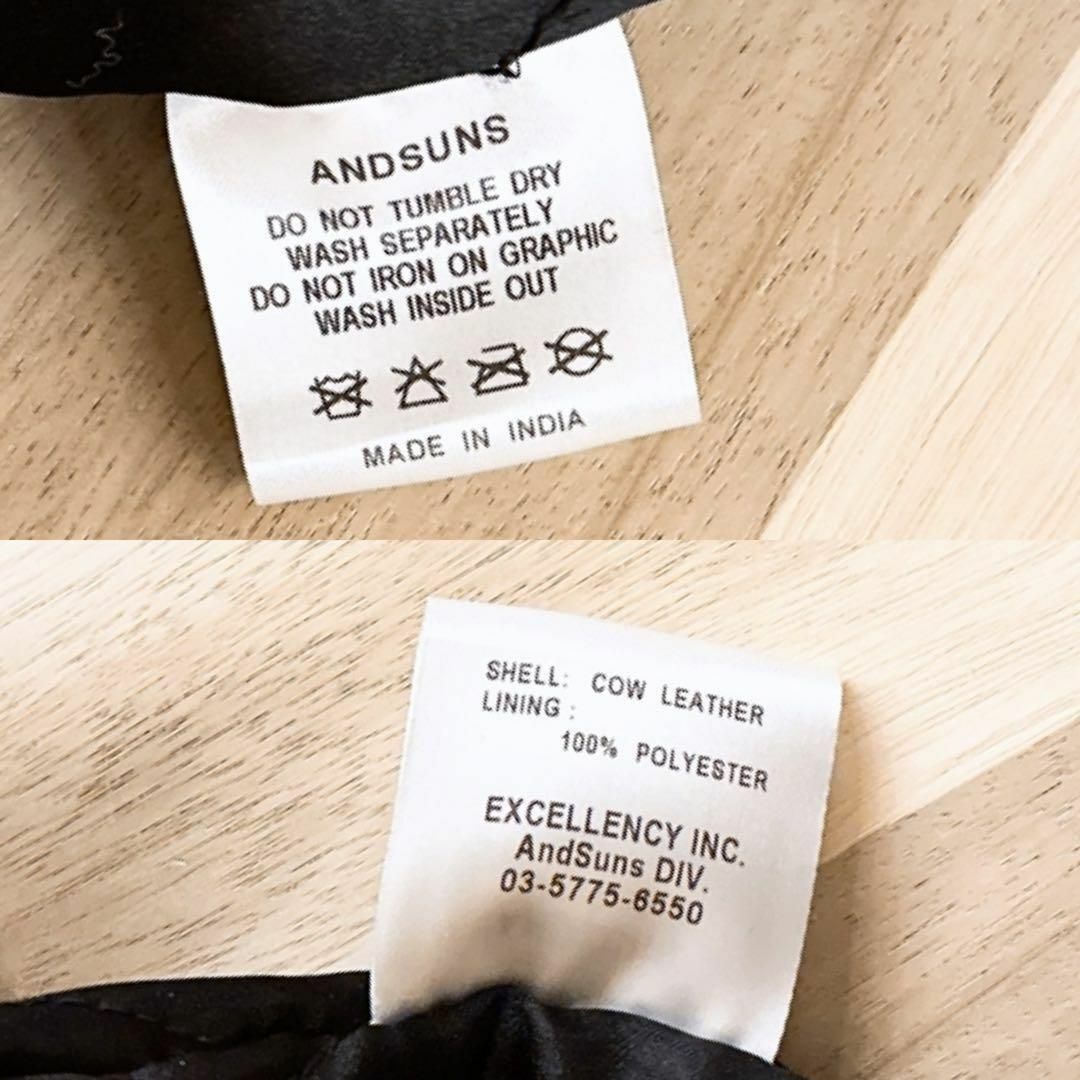 ANDSUNS
DO NOT TUMBLE DRY
WASH SEPARATELY
DO NOT IRON ON GRAPHIC
WASH INSIDE OUT
MADE IN INDIA
SHELL: COW LEATHER
LINING :
100% POLYESTER
EXCELLENCY INC.
AndSuns DIV.
03-5775-6550